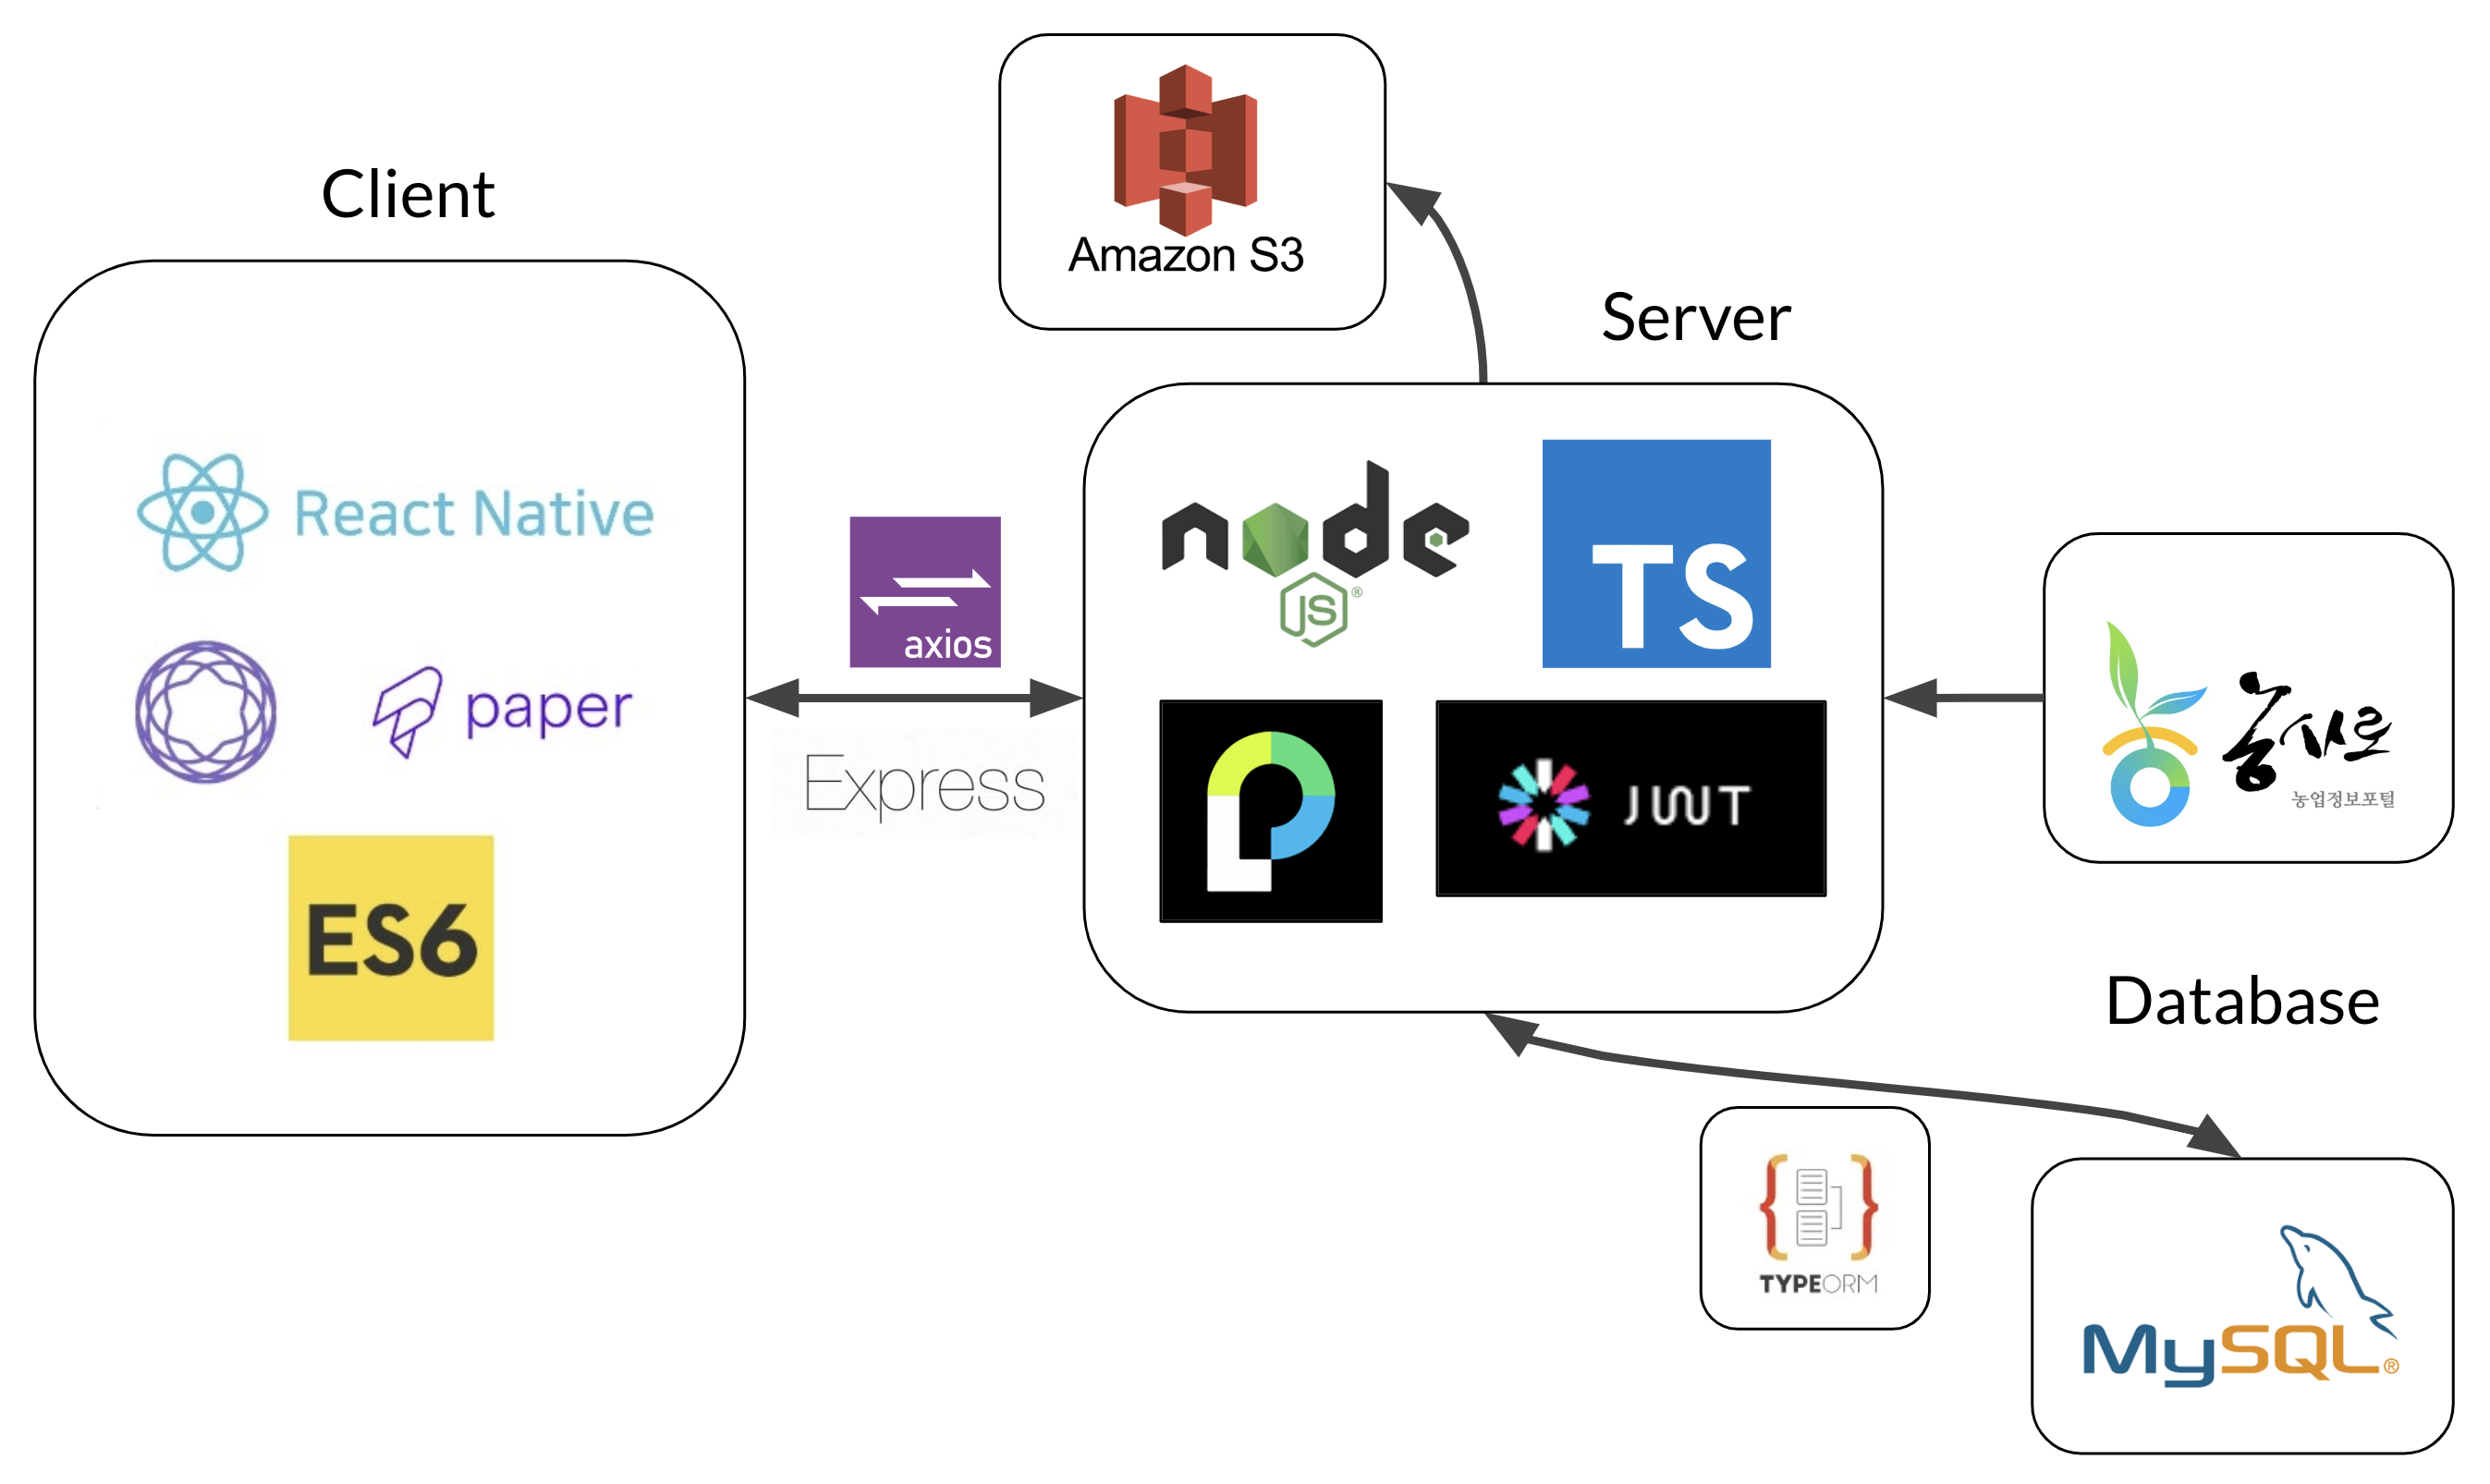 Client
React Native
paper
ES6
axios
Express
Amazon S3
Server
node
JS ®
TS
JWT
농사로
농업정보포털
Database
TYPEORM
MySQL®